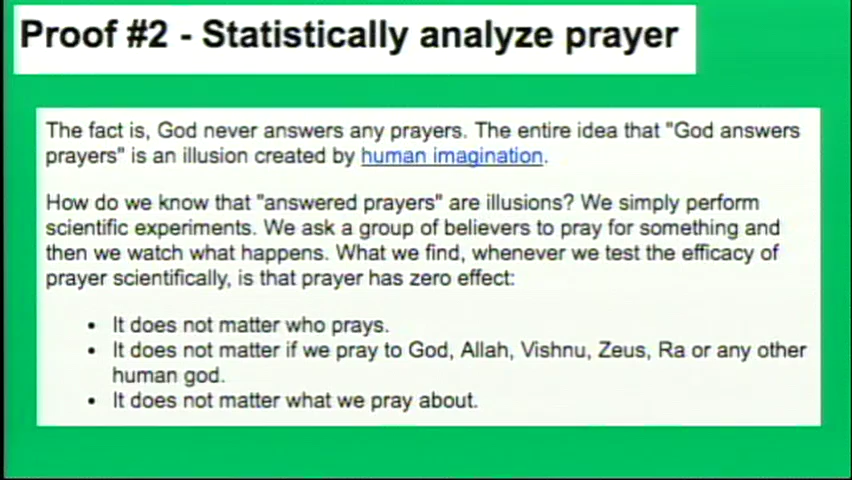 Proof #2 - Statistically analyze prayer
The fact is, God never answers any prayers. The entire idea that "God answers
prayers" is an illusion created by human imagination.
How do we know that "answered prayers" are illusions? We simply perform
scientific experiments. We ask a group of believers to pray for something and
then we watch what happens. What we find, whenever we test the efficacy of
prayer scientifically, is that prayer has zero effect:
• It does not matter who prays.
• It does not matter if we pray to God, Allah, Vishnu, Zeus, Ra or any other
human god.
• It does not matter what we pray about.